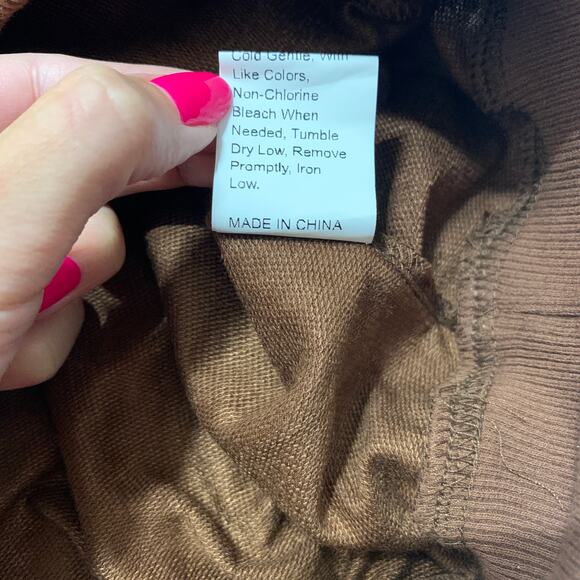 Cold Gentle, With
Like Colors,
Non-Chlorine
Bleach When
Needed, Tumble
Dry Low, Remove
Promptly, Iron
Low.
MADE IN CHINA